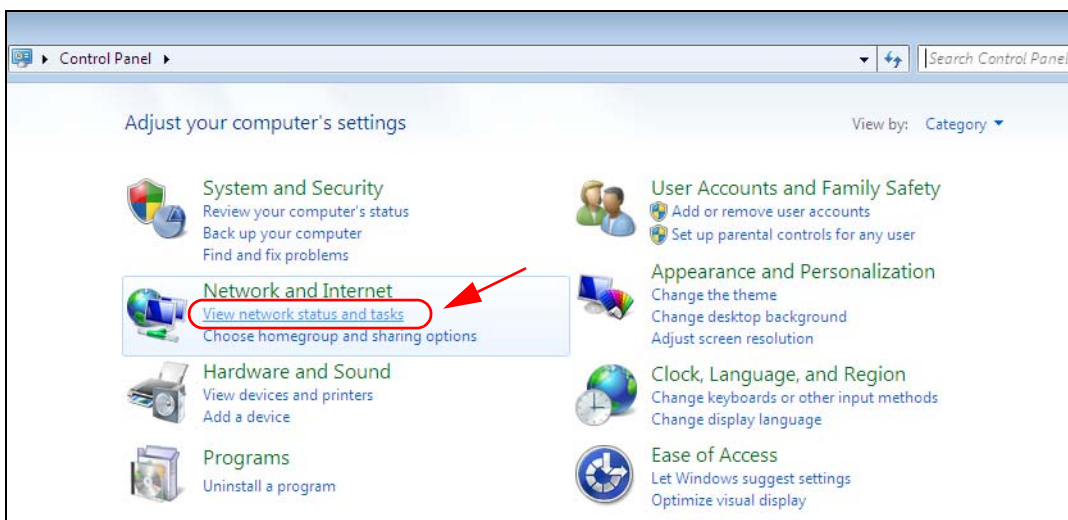 Control Panel
Search Control Panel
Adjust your computer's settings
View by: Category
System and Security
Review your computer's status
Back up your computer
Find and fix problems
Network and Internet
View network status and tasks
Choose homegroup and sharing options
Hardware and Sound
View devices and printers
Add a device
Programs
Uninstall a program
User Accounts and Family Safety
Add or remove user accounts
Set up parental controls for any user
Appearance and Personalization
Change the theme
Change desktop background
Adjust screen resolution
Clock, Language, and Region
Change keyboards or other input methods
Change display language
Ease of Access
Let Windows suggest settings
Optimize visual display